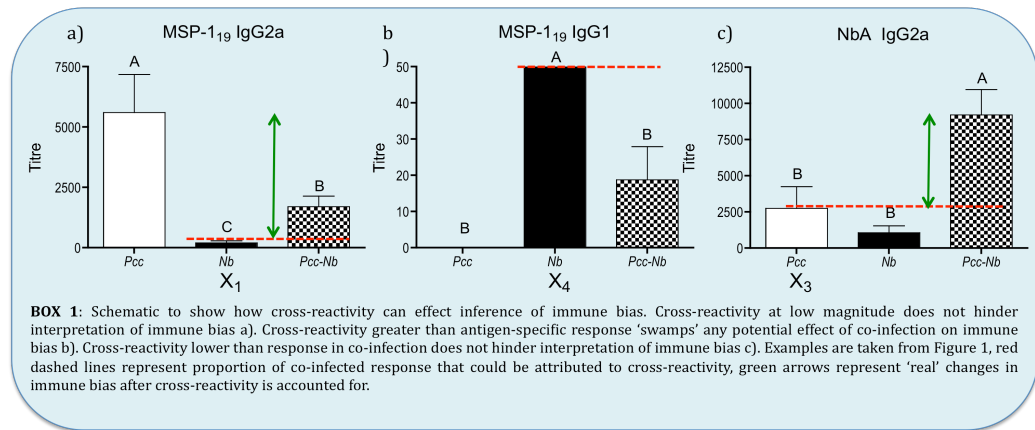 a) MSP-1₁₉ IgG2a
b) MSP-1₁₉ IgG1
c) NbA IgG2a
7500
5000
2500
0
Titre
A
C
B
Pcc Nb Pcc-Nb
X₁
50
40
30
20
10
0
Titre
B
A
B
Pcc Nb Pcc-Nb
X₄
12500
10000
7500
5000
2500
0
Titre
B
B
A
Pcc Nb Pcc-Nb
X₃
BOX 1: Schematic to show how cross-reactivity can effect inference of immune bias. Cross-reactivity at low magnitude does not hinder
interpretation of immune bias a). Cross-reactivity greater than antigen-specific response ‘swaps’ any potential effect of co-infection on immune
bias b). Cross-reactivity lower than response in co-infection does not hinder interpretation of immune bias c). Examples are taken from Figure 1, red
dashed lines represent proportion of co-infected response that could be attributed to cross-reactivity, green arrows represent ‘real’ changes in
immune bias after cross-reactivity is accounted for.